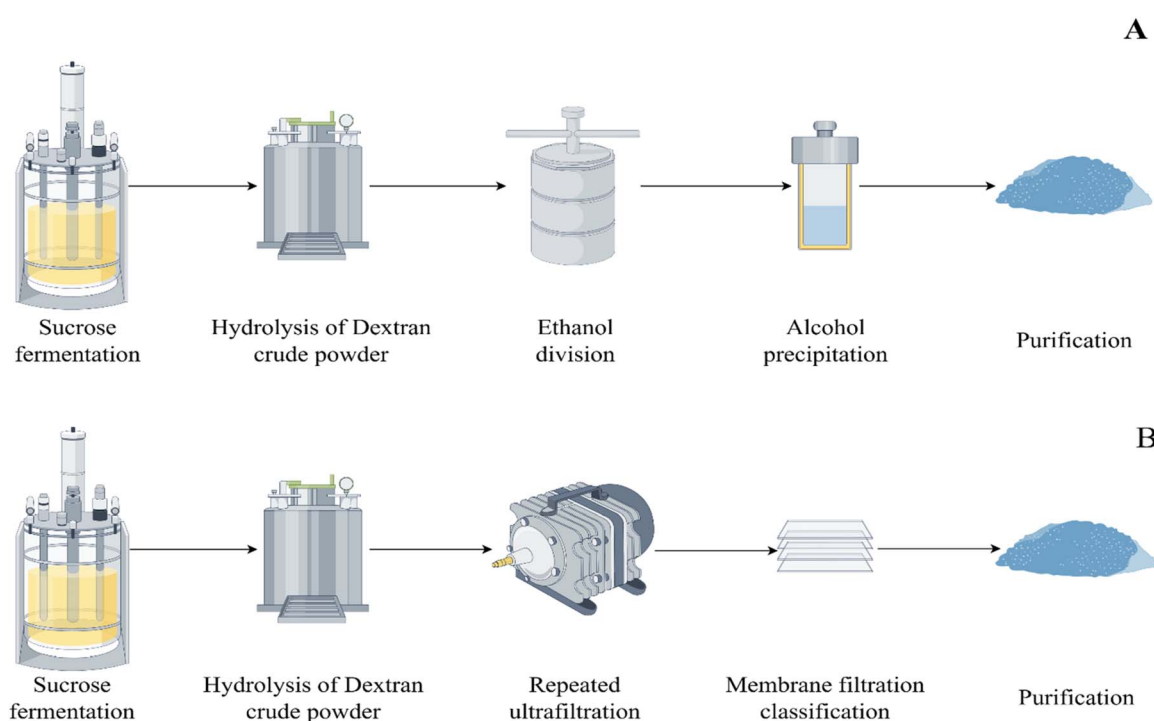 A
Sucrose
fermentation
Hydrolysis of Dextran
crude powder
Ethanol
division
Alcohol
precipitation
Purification
B
Sucrose
fermentation
Hydrolysis of Dextran
crude powder
Repeated
ultrafiltration
Membrane filtration
classification
Purification